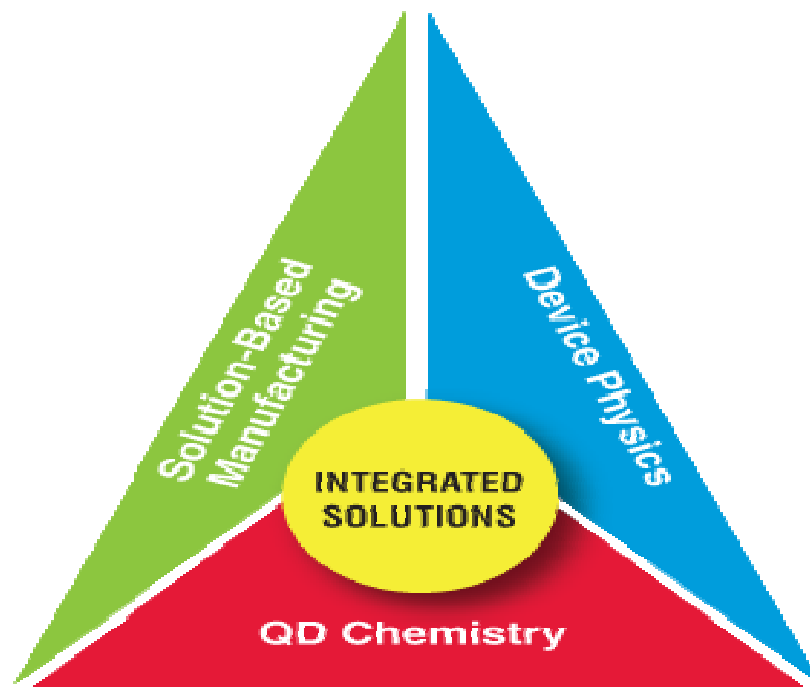 Solution-Based
Manufacturing
Device Physics
INTEGRATED
SOLUTIONS
QD Chemistry